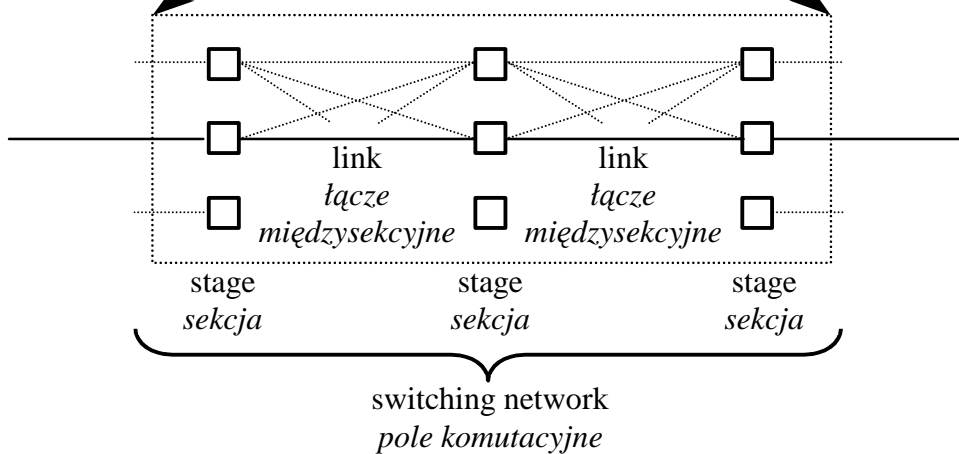 link link
łącze łącze
międzysekcyjne międzysekcyjne
stage stage stage
sekcja sekcja sekcja
switching network
pole komutacyjne